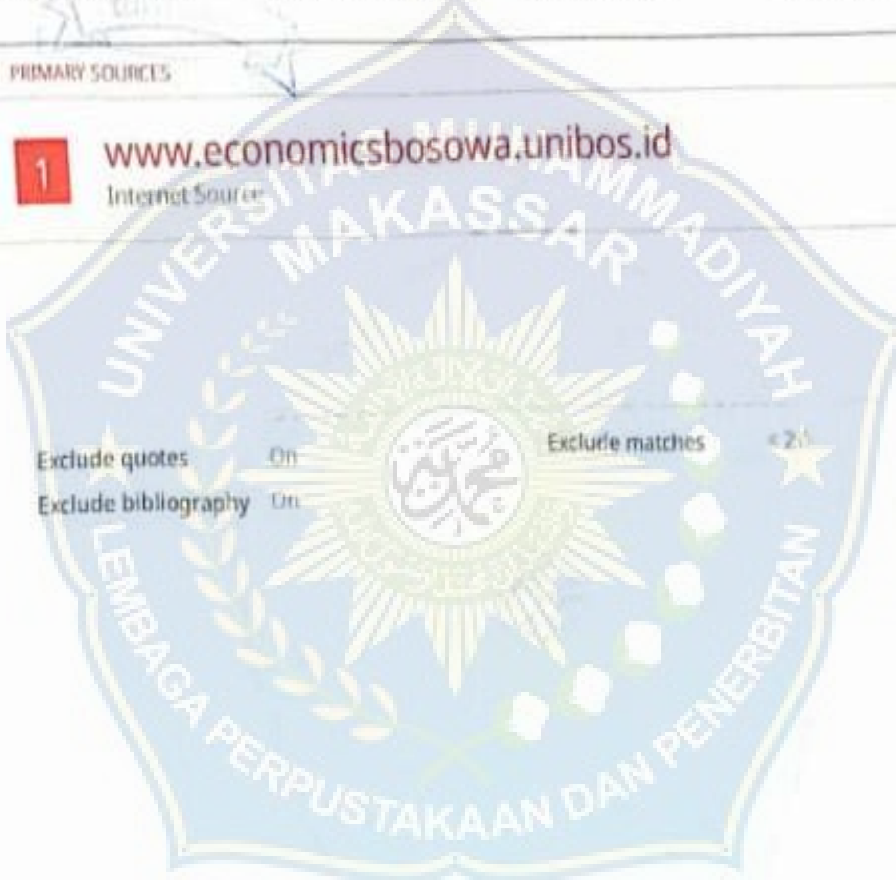 PRIMARY SOURCES
1
www.economicsbosowa.unibos.id
Internet Source
UNIVERSITAS MUHAMMADIYAH
MAKASSAR
Exclude quotes On
Exclude matches
Exclude bibliography On
LEMBAGA PERPUSTAKAAN DAN PENERBITAN